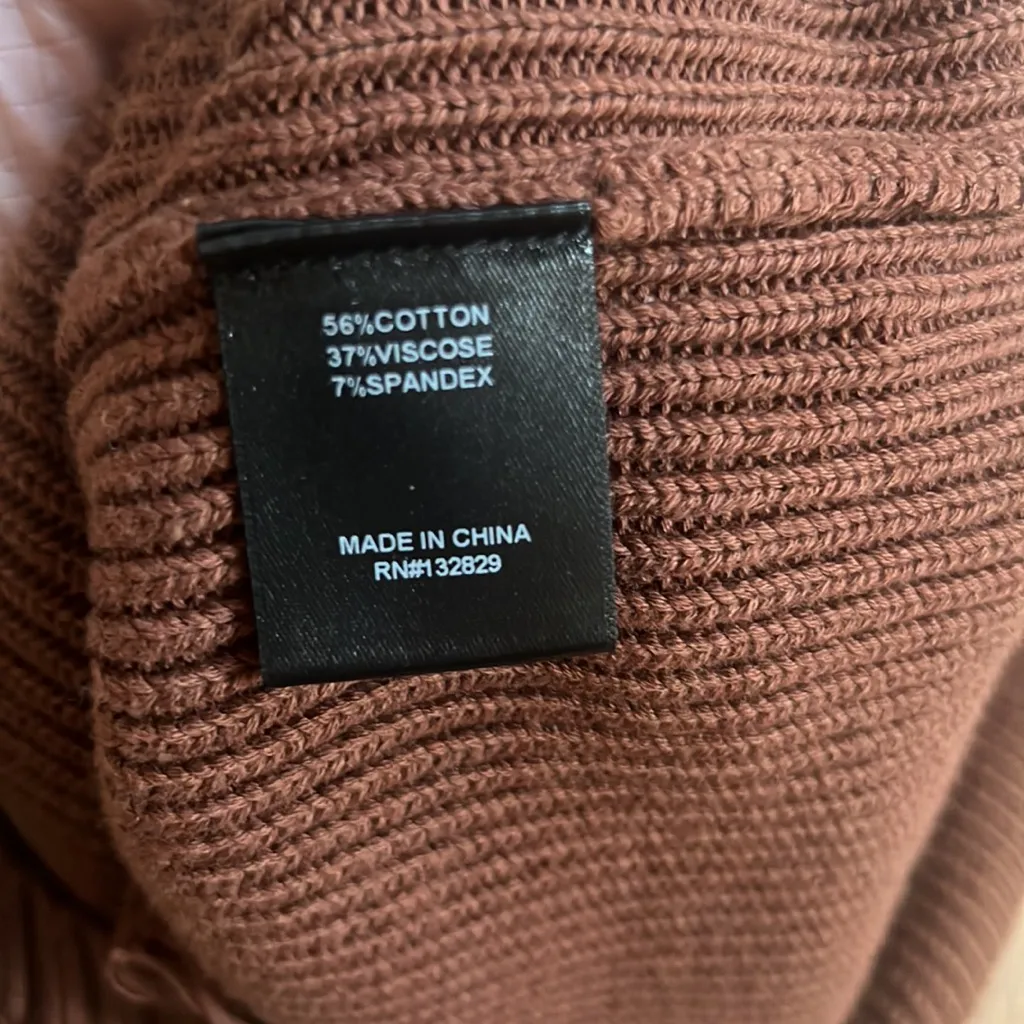 56%COTTON
37%VISCOSE
7%SPANDEX
MADE IN CHINA
RN#132829